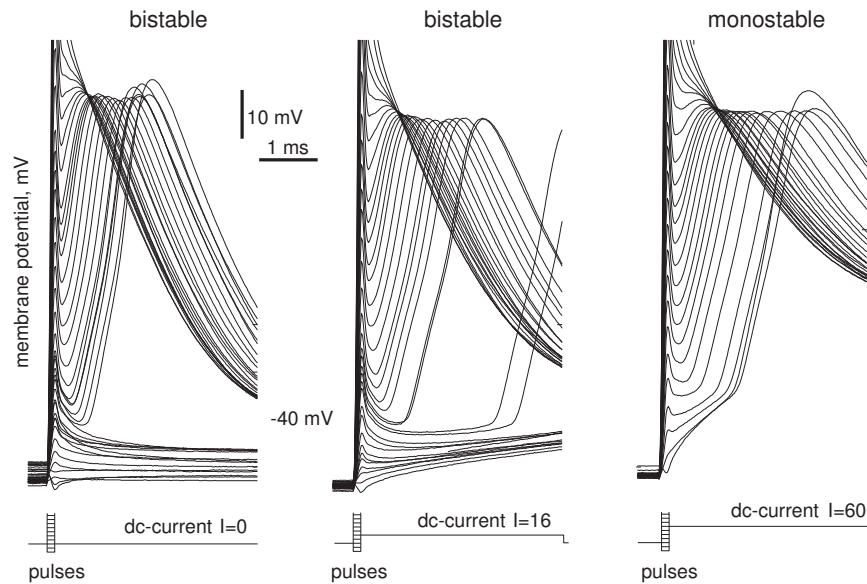 bistable
bistable
monostable
10 mV
1 ms
membrane potential, mV
-40 mV
dc-current I=0
dc-current I=16
dc-current I=60
pulses
pulses
pulses